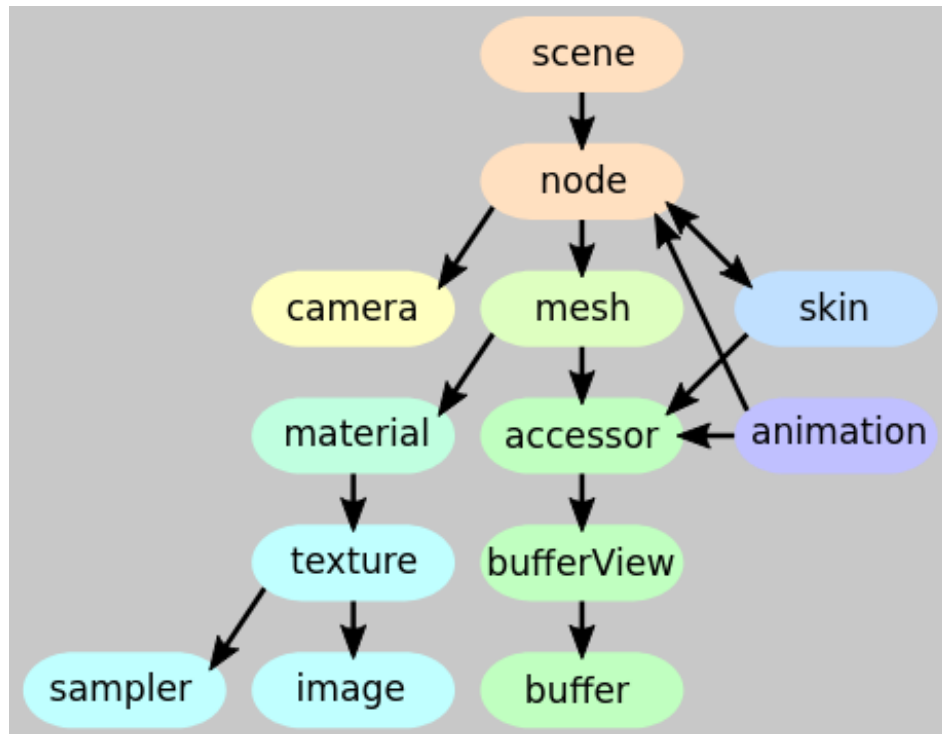 scene
node
camera
mesh
skin
material
accessor
animation
texture
bufferView
sampler
image
buffer